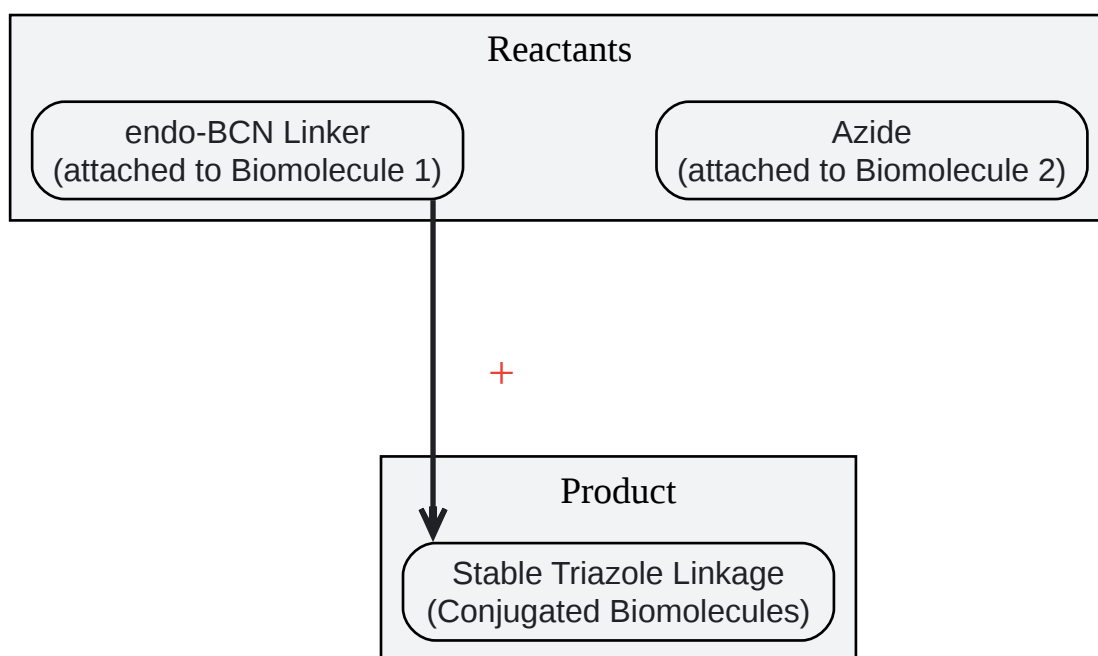 Reactants
endo-BCN Linker
(attached to Biomolecule 1)
Azide
(attached to Biomolecule 2)
+
Product
Stable Triazole Linkage
(Conjugated Biomolecules)